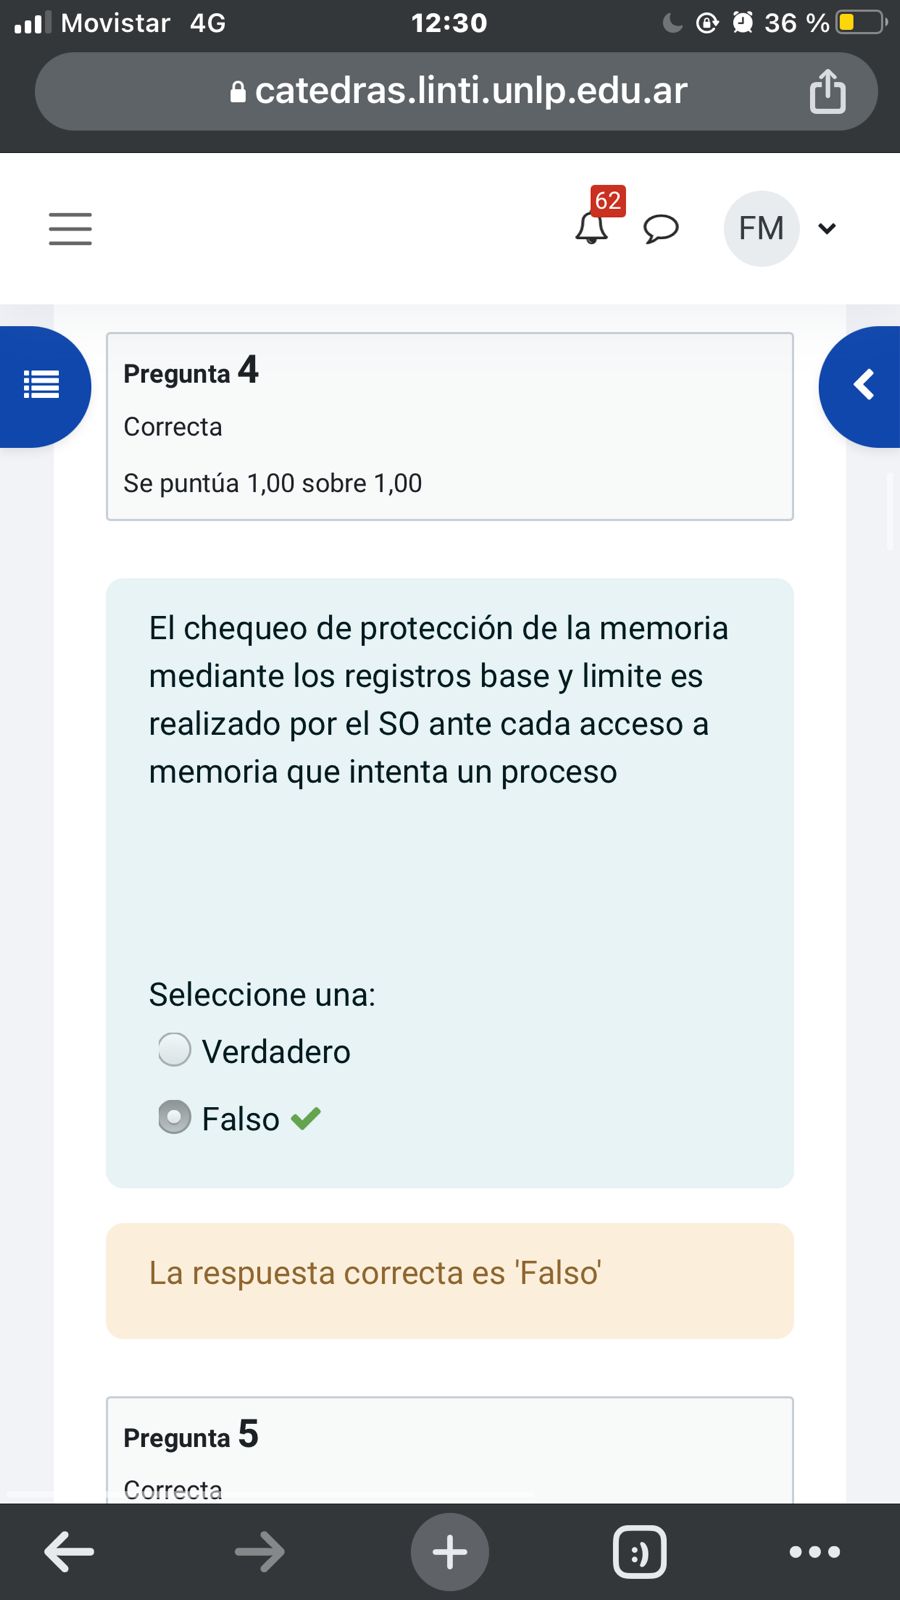 Movistar 4G 12:30 36 %
catedras.linti.unlp.edu.ar
62
FM
Pregunta 4
Correcta
Se puntúa 1,00 sobre 1,00
El chequeo de protección de la memoria
mediante los registros base y limite es
realizado por el SO ante cada acceso a
memoria que intenta un proceso
Seleccione una:
Verdadero
Falso
La respuesta correcta es 'Falso'
Pregunta 5
Correcta
:)